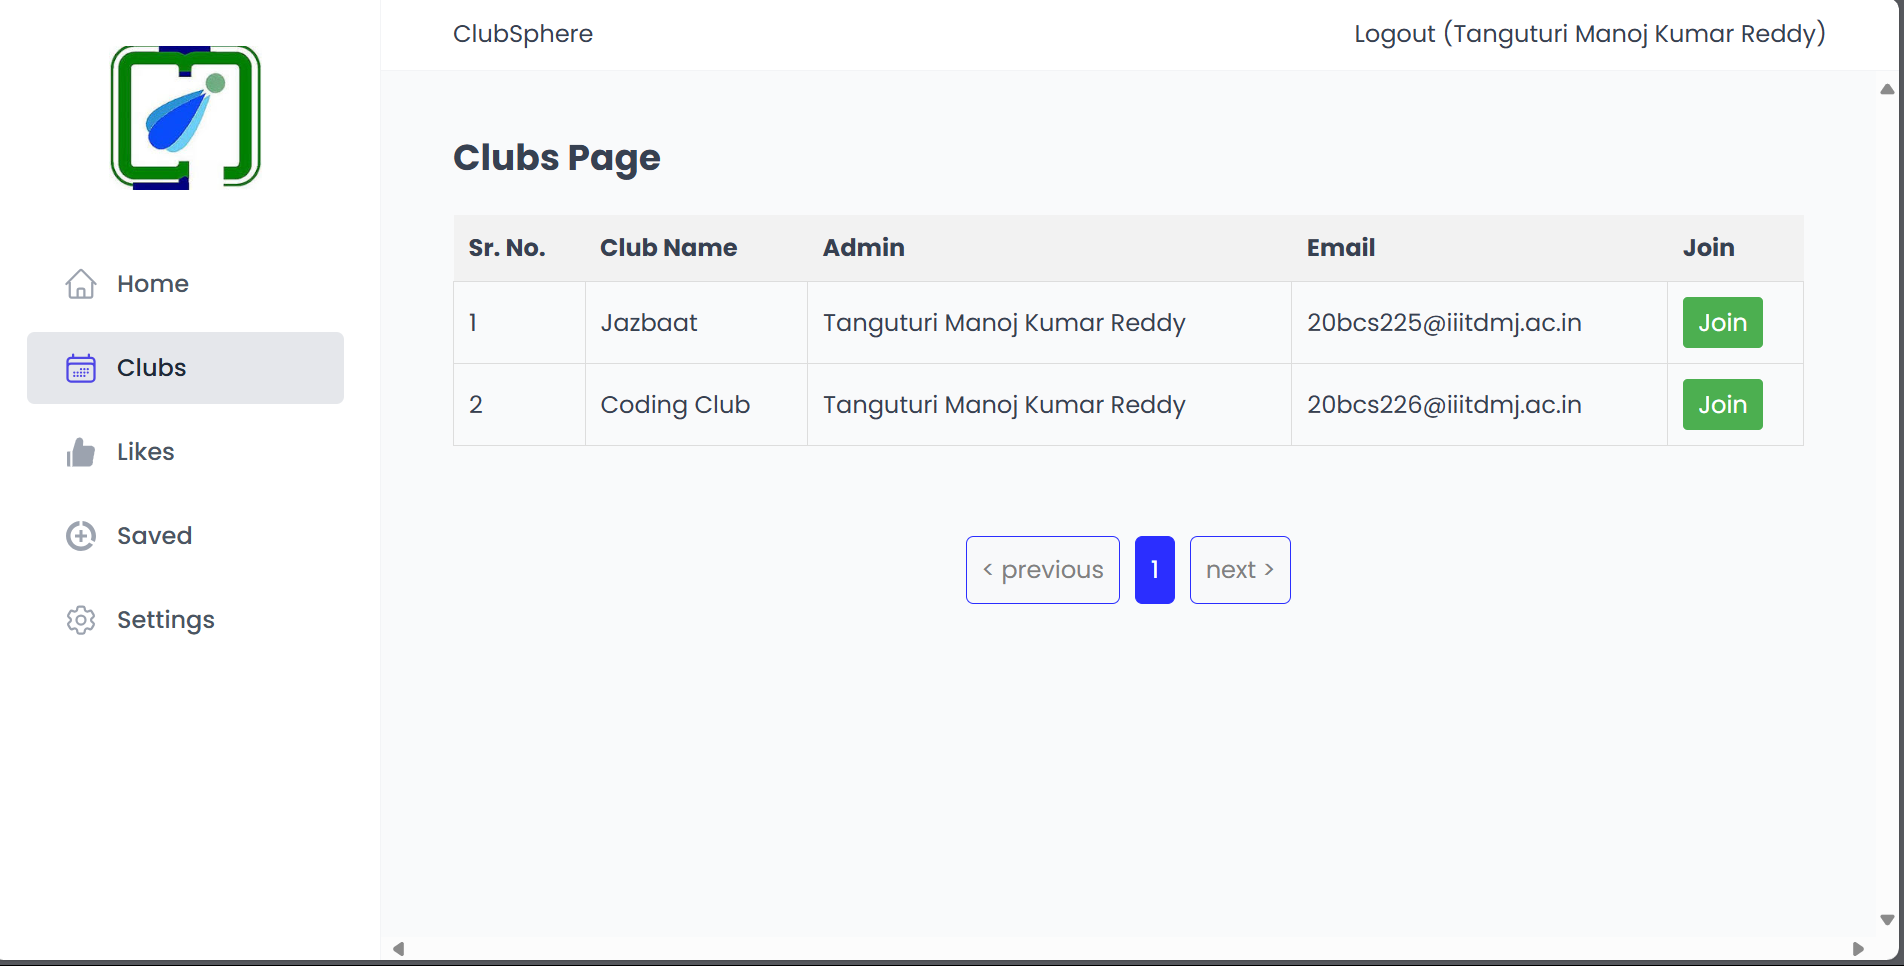 ClubSphere
Logout (Tanguturi Manoj Kumar Reddy)
Home
Clubs
Likes
Saved
Settings
Clubs Page
Sr. No. Club Name Admin Email Join
1 Jazbaat Tanguturi Manoj Kumar Reddy 20bcs225@iiitdmj.ac.in Join
2 Coding Club Tanguturi Manoj Kumar Reddy 20bcs226@iiitdmj.ac.in Join
< previous 1 next >